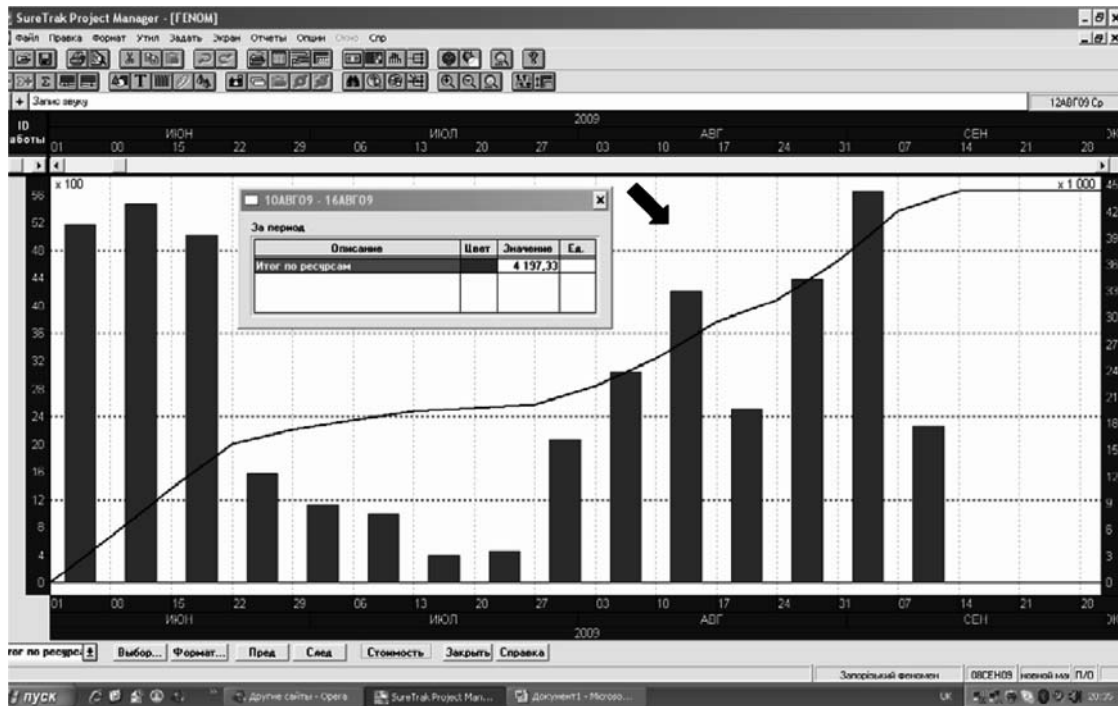 SureTrak Project Manager - [FENOM]
Файл Правка Формат Утил Задать Экран Отчеты Опции Окно Спр
Запис звуку 12АВГ09 Ср
2009
ID ИЮН ИЮЛ АВГ СЕН
аботы 01 08 15 22 29 06 13 20 27 03 10 17 24 31 07 14 21 20
x 100 x 1 000
10АВГ09 - 16АВГ09
За период
Описание Цвет Значение Ед.
Итог по ресурсам 4 197,33
56 45
52 42
48 39
44 36
40 33
36 30
32 27
28 24
24 21
20 18
16 15
12 12
8 9
4 6
0 3
0
01 08 15 22 29 06 13 20 27 03 10 17 24 31 07 14 21 20
ИЮН ИЮЛ АВГ СЕН
2009
тог по ресурс Выбор... Формат... Пред След Стоимость Закрыть Справка
Запорізький феномен 08СЕН09 новной ма П/О
пуск Другие сайты - Opera SureTrak Project Man... Документ1 - Microso... UK 20:35